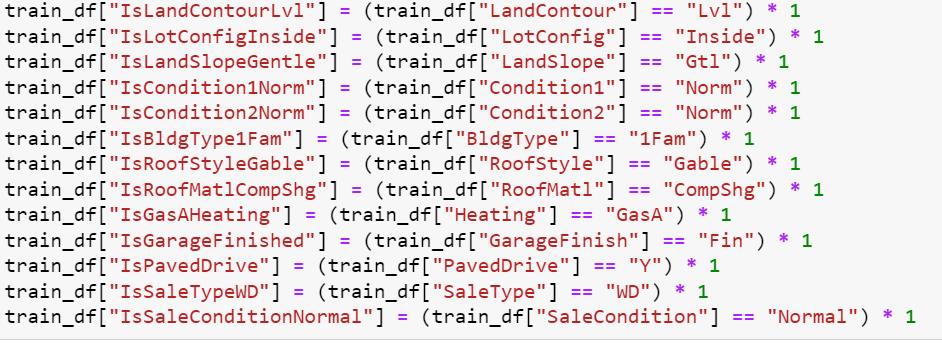 train_df["IsLandContourLvl"] = (train_df["LandContour"] == "Lvl") * 1
train_df["IsLotConfigInside"] = (train_df["LotConfig"] == "Inside") * 1
train_df["IsLandSlopeGentle"] = (train_df["LandSlope"] == "Gtl") * 1
train_df["IsCondition1Norm"] = (train_df["Condition1"] == "Norm") * 1
train_df["IsCondition2Norm"] = (train_df["Condition2"] == "Norm") * 1
train_df["IsBldgType1Fam"] = (train_df["BldgType"] == "1Fam") * 1
train_df["IsRoofStyleGable"] = (train_df["RoofStyle"] == "Gable") * 1
train_df["IsRoofMatlCompShg"] = (train_df["RoofMatl"] == "CompShg") * 1
train_df["IsGasAHeating"] = (train_df["Heating"] == "GasA") * 1
train_df["IsGarageFinished"] = (train_df["GarageFinish"] == "Fin") * 1
train_df["IsPavedDrive"] = (train_df["PavedDrive"] == "Y") * 1
train_df["IsSaleTypeWD"] = (train_df["SaleType"] == "WD") * 1
train_df["IsSaleConditionNormal"] = (train_df["SaleCondition"] == "Normal") * 1